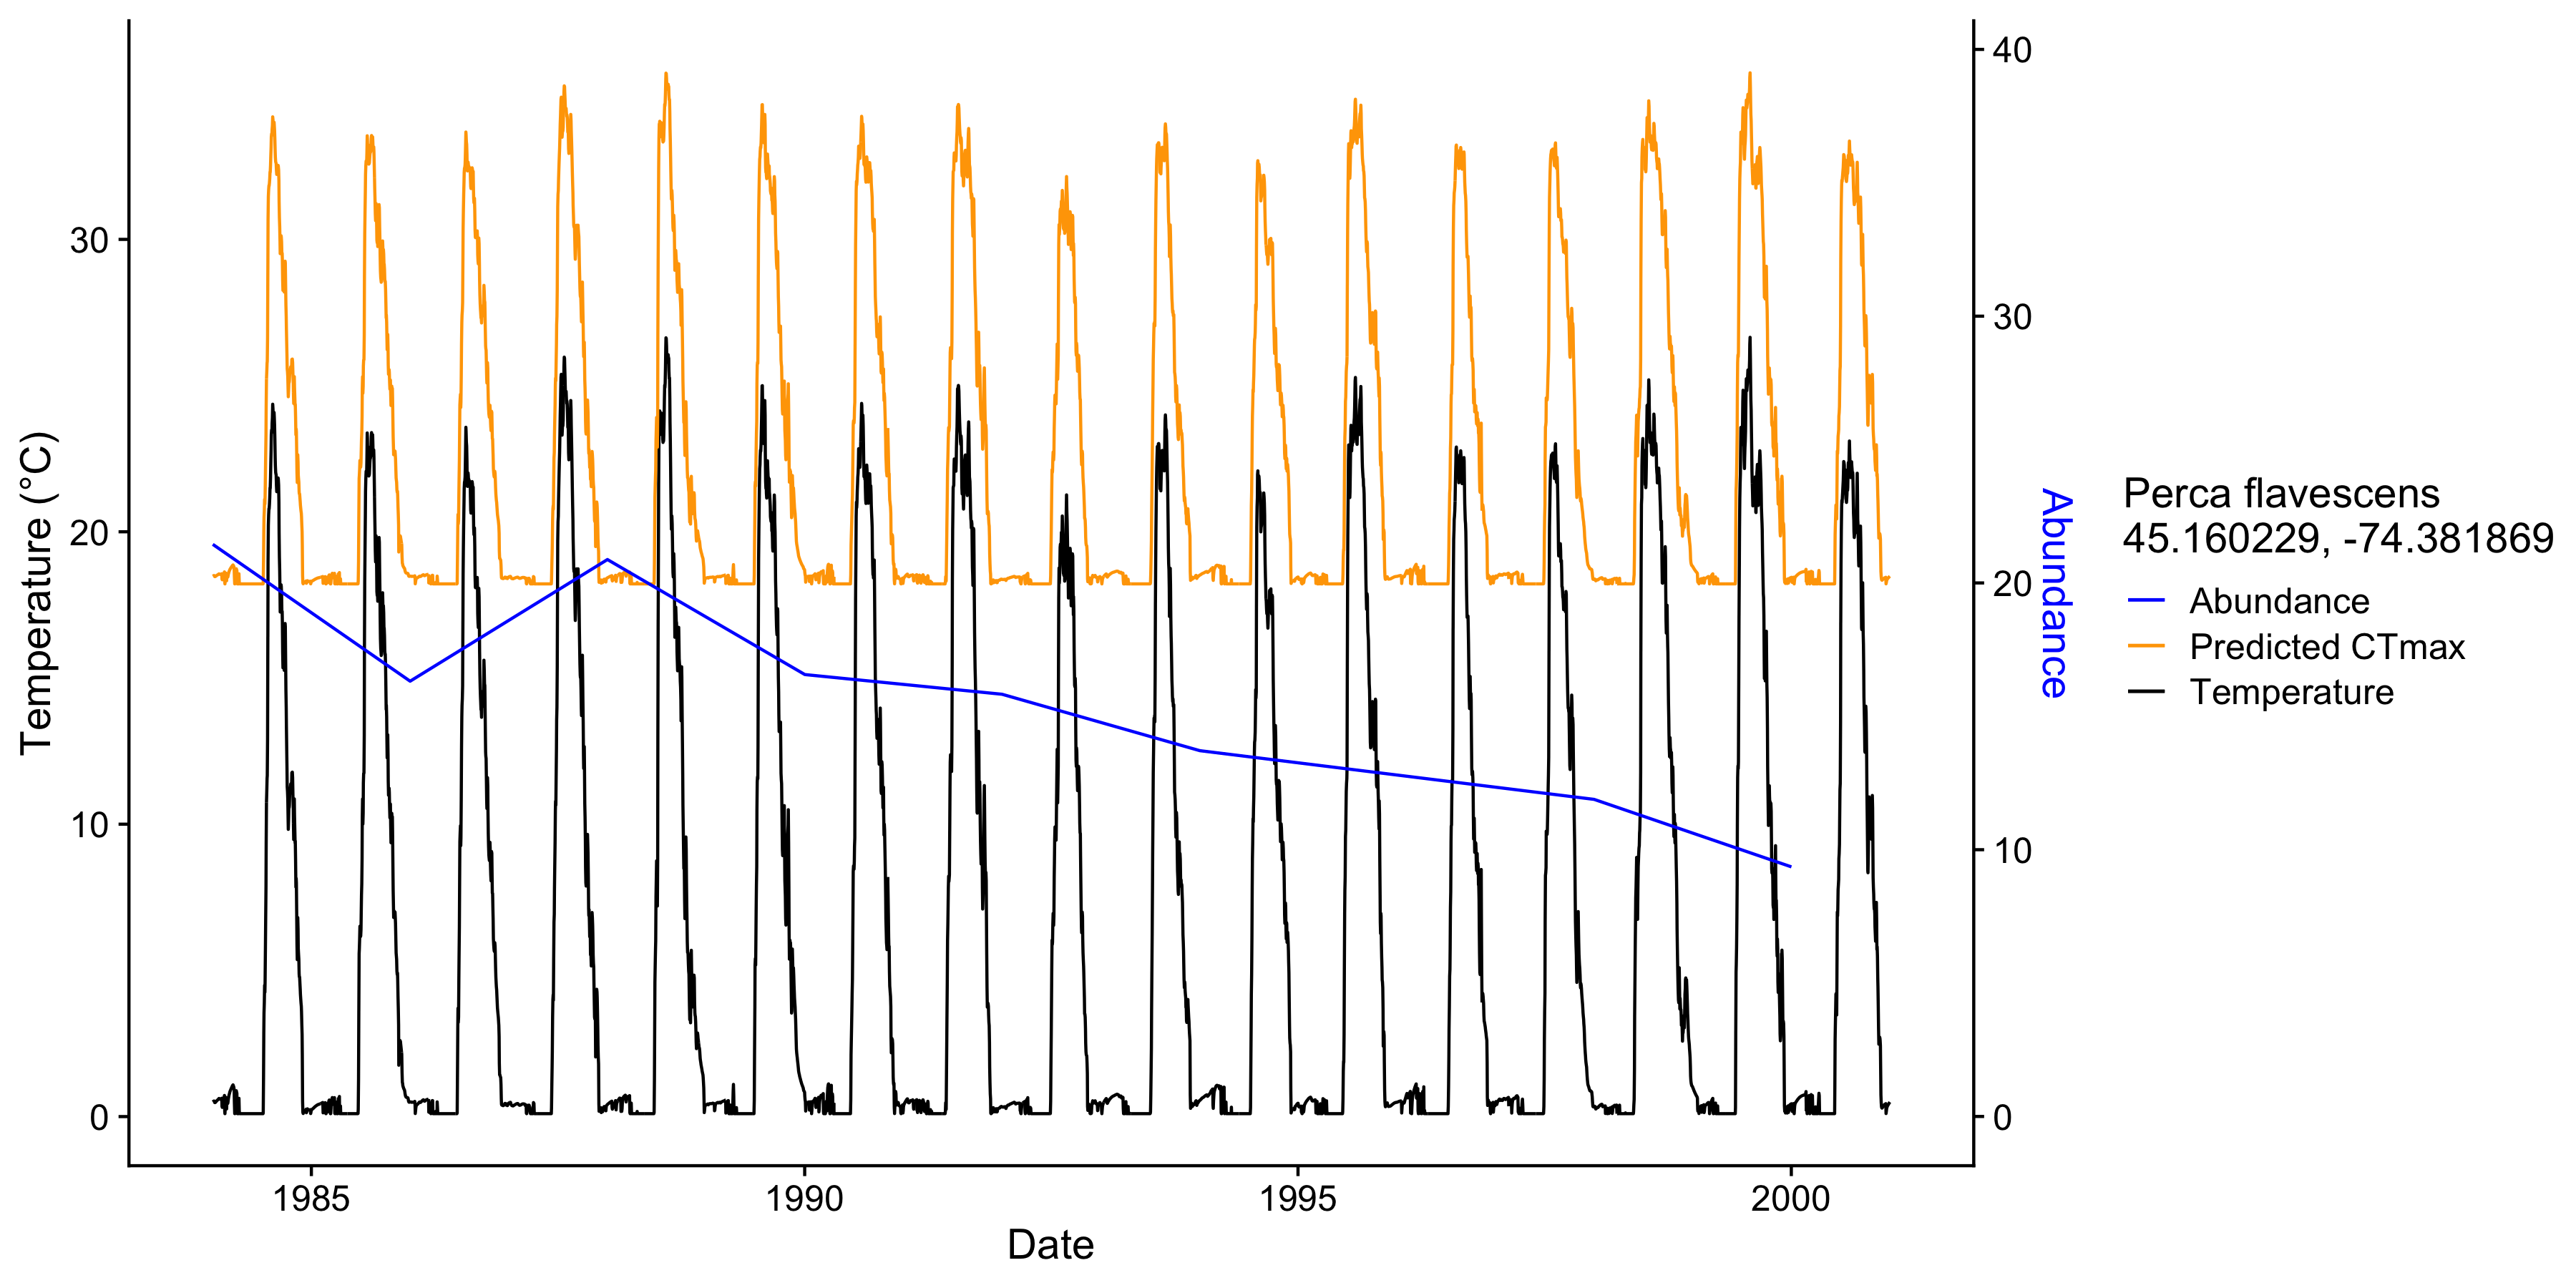 Temperature (°C)
30
20
10
0
1985
1990
1995
2000
Date
40
30
20
10
0
Abundance
Perca flavescens
45.160229, -74.381869
Abundance
Predicted CTmax
Temperature